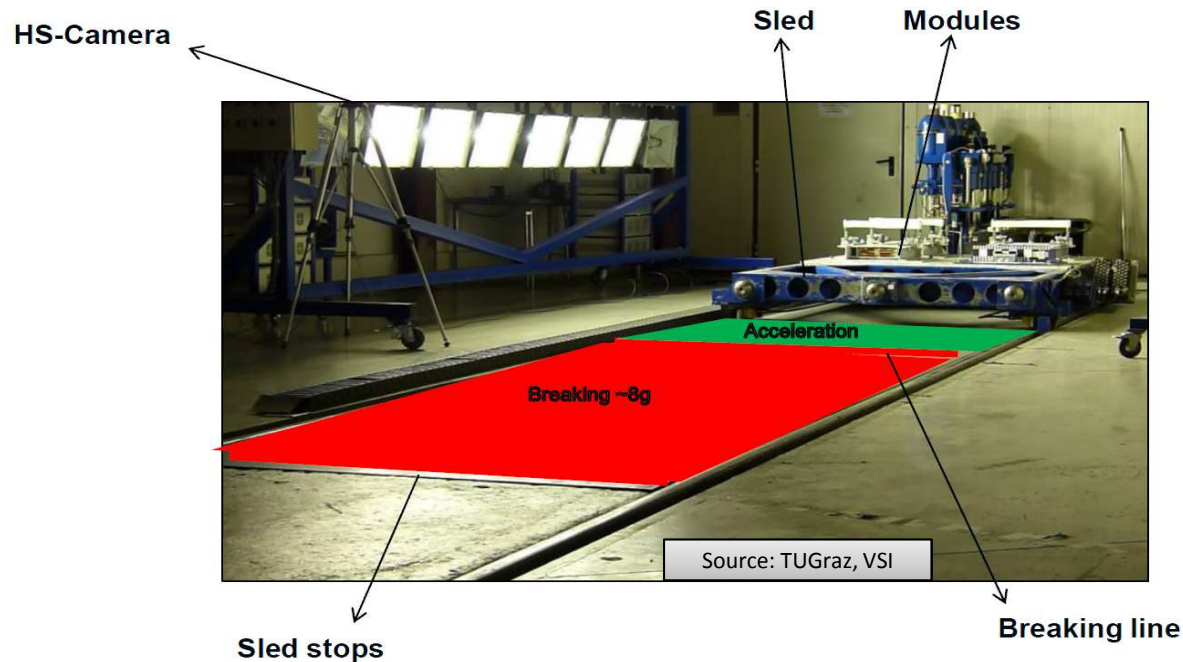 Sled
Modules
HS-Camera
Acceleration
Breaking ~8g
Source: TUGraz, VSI
Breaking line
Sled stops